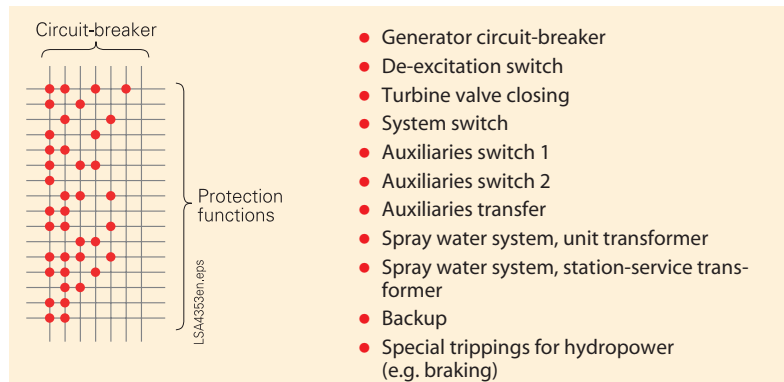 Circuit-breaker
Protection
functions
LSA4353en.eps
• Generator circuit-breaker
• De-excitation switch
• Turbine valve closing
• System switch
• Auxiliaries switch 1
• Auxiliaries switch 2
• Auxiliaries transfer
• Spray water system, unit transformer
• Spray water system, station-service trans-
former
• Backup
• Special trippings for hydropower
(e.g. braking)